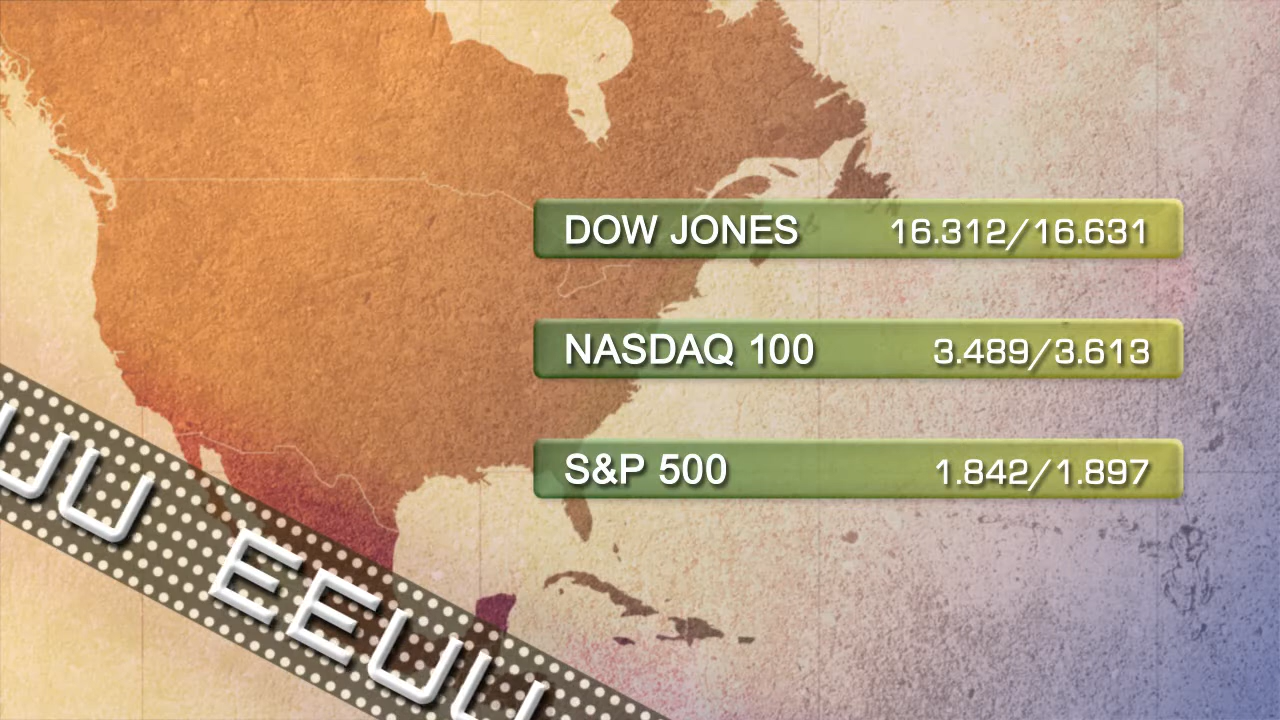 DOW JONES 16.312/16.631
NASDAQ 100 3.489/3.613
S&P 500 1.842/1.897
UU EEUU